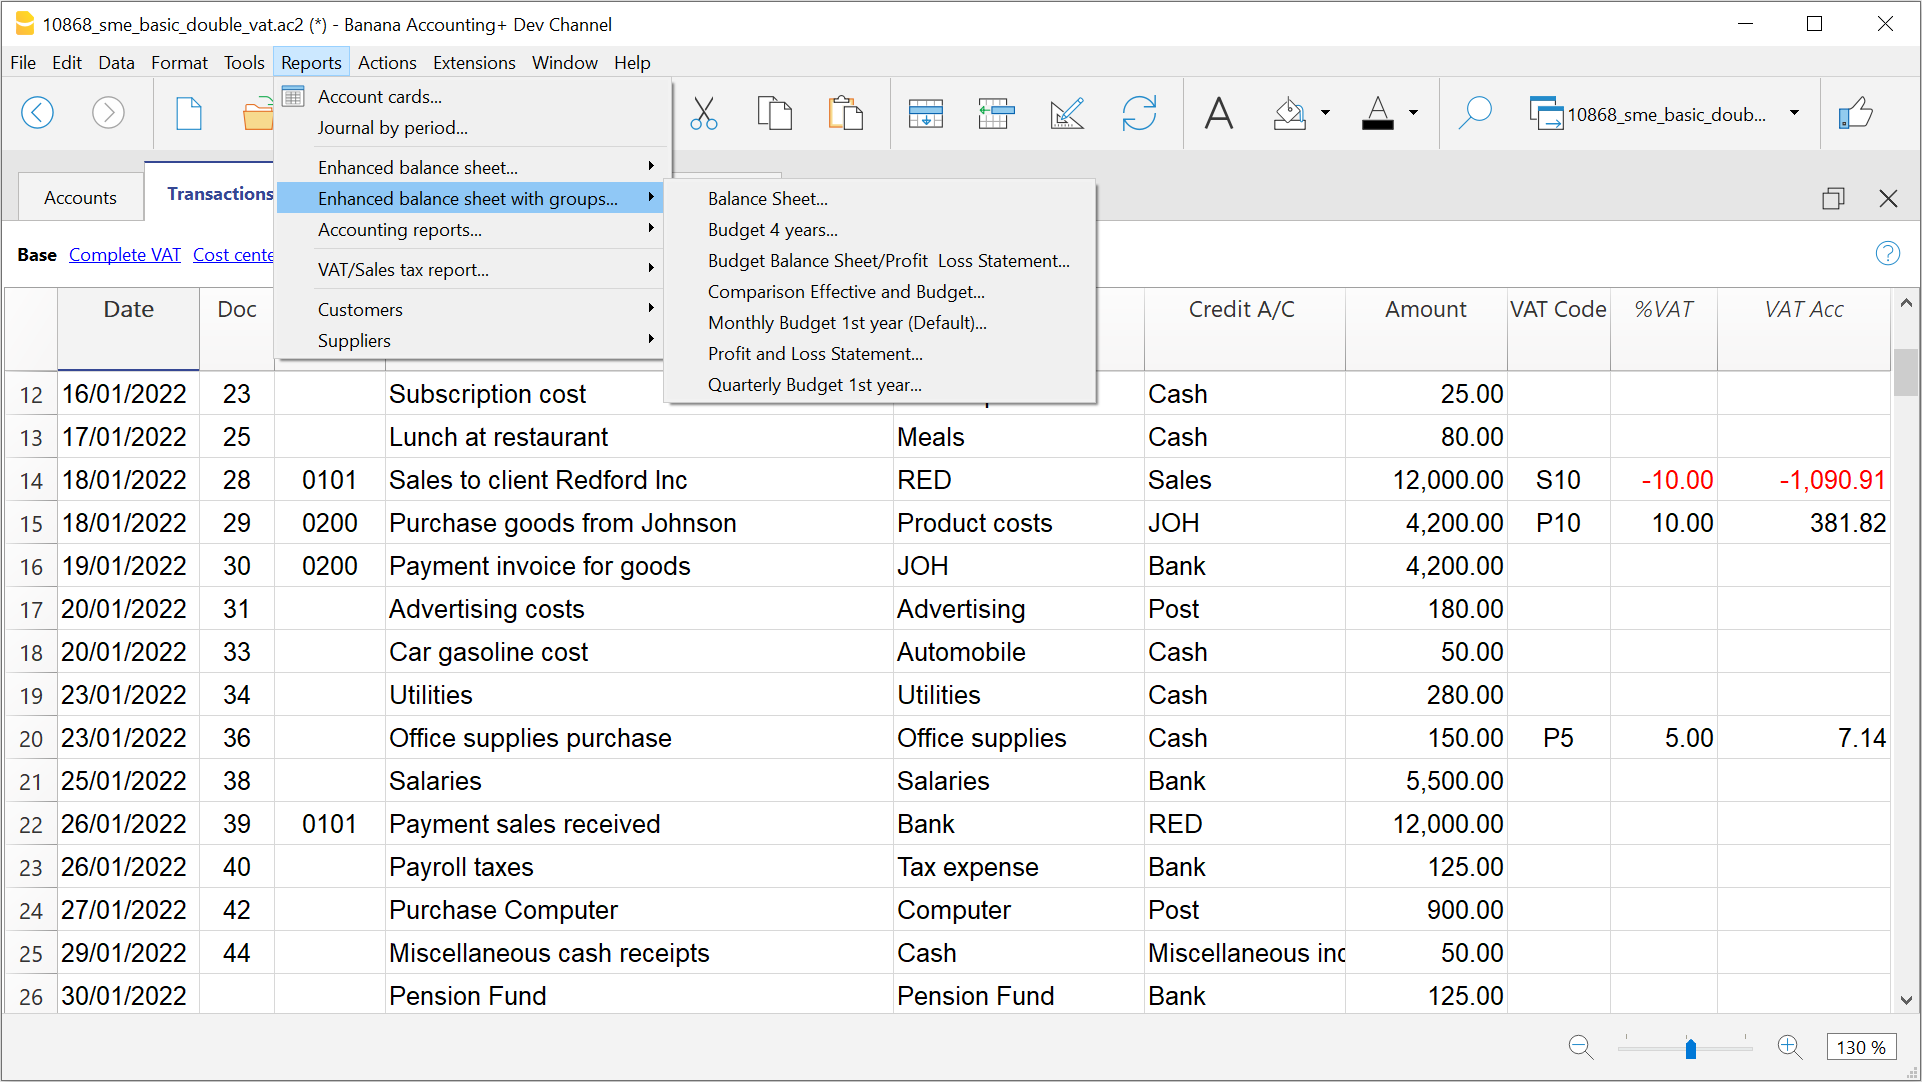 10868_sme_basic_double_vat.ac2 (*) - Banana Accounting+ Dev Channel
File Edit Data Format Tools Reports Actions Extensions Window Help
Account cards...
Journal by period...
Enhanced balance sheet...
Enhanced balance sheet with groups...
Accounting reports...
VAT/Sales tax report...
Customers
Suppliers
Balance Sheet...
Budget 4 years...
Budget Balance Sheet/Profit  Loss Statement...
Comparison Effective and Budget...
Monthly Budget 1st year (Default)...
Profit and Loss Statement...
Quarterly Budget 1st year...
10868_sme_basic_doub...
Accounts Transactions
Base Complete VAT Cost cente
Date Doc Credit A/C Amount VAT Code %VAT VAT Acc
12 16/01/2022 23 Subscription cost Cash 25.00
13 17/01/2022 25 Lunch at restaurant Meals Cash 80.00
14 18/01/2022 28 0101 Sales to client Redford Inc RED Sales 12,000.00 S10 -10.00 -1,090.91
15 18/01/2022 29 0200 Purchase goods from Johnson Product costs JOH 4,200.00 P10 10.00 381.82
16 19/01/2022 30 0200 Payment invoice for goods JOH Bank 4,200.00
17 20/01/2022 31 Advertising costs Advertising Post 180.00
18 20/01/2022 33 Car gasoline cost Automobile Cash 50.00
19 23/01/2022 34 Utilities Utilities Cash 280.00
20 23/01/2022 36 Office supplies purchase Office supplies Cash 150.00 P5 5.00 7.14
21 25/01/2022 38 Salaries Salaries Bank 5,500.00
22 26/01/2022 39 0101 Payment sales received Bank RED 12,000.00
23 26/01/2022 40 Payroll taxes Tax expense Bank 125.00
24 27/01/2022 42 Purchase Computer Computer Post 900.00
25 29/01/2022 44 Miscellaneous cash receipts Cash Miscellaneous inc 50.00
26 30/01/2022 Pension Fund Pension Fund Bank 125.00
130 %